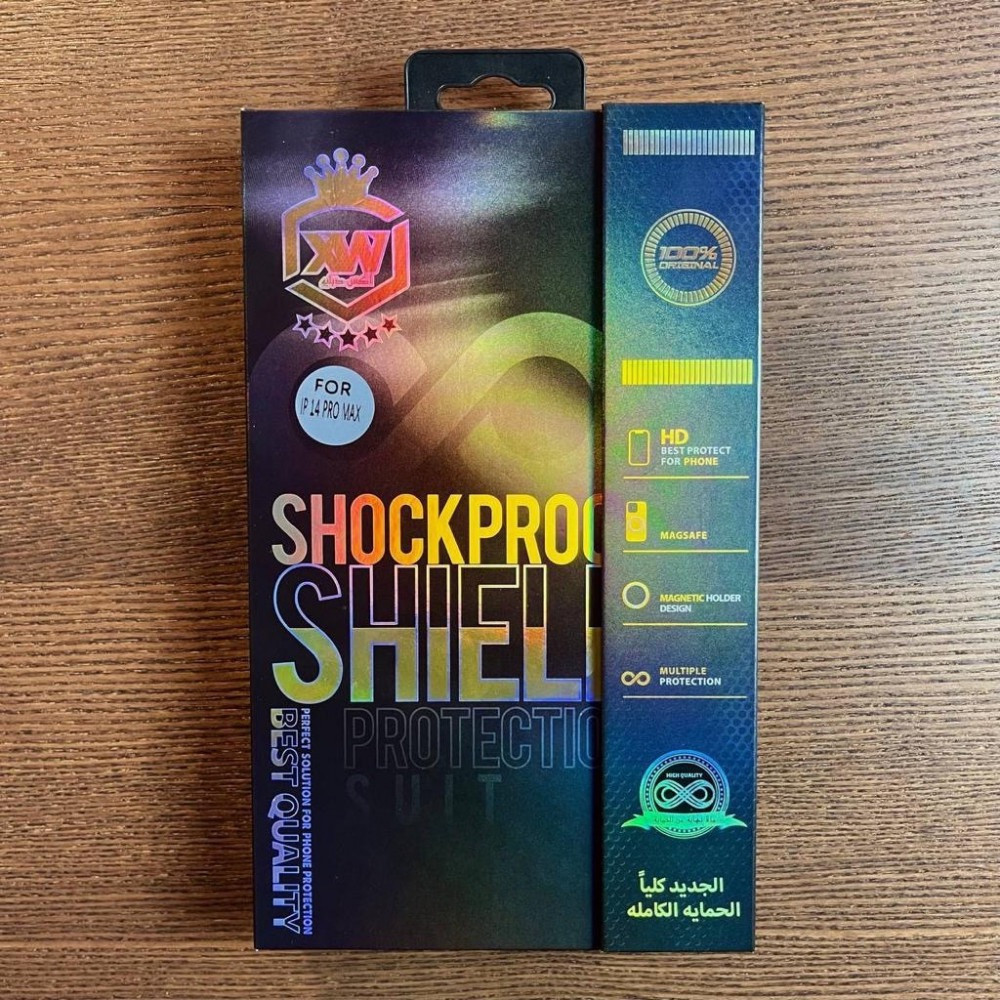 XW
FOR
IP 14 PRO MAX
SHOCKPROO
SHIEL
PROTECTIO
SUIT
PERFECT SOLUTION FOR PHONE PROTECTION
BEST QUALITY
100%
ORIGINAL
HD
BEST PROTECT
FOR PHONE
MAGSAFE
MAGNETIC HOLDER
DESIGN
MULTIPLE
PROTECTION
HIGH QUALITY
الجديد كلياً
الحمايه الكامله